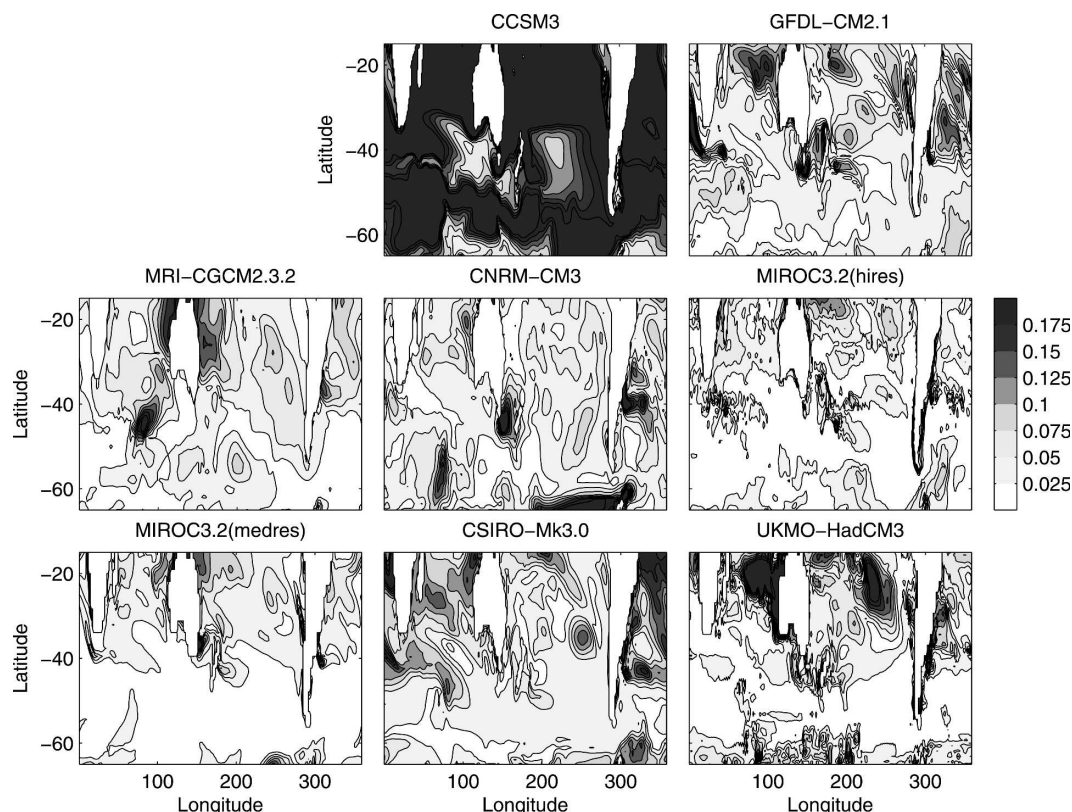 CCSM3
GFDL−CM2.1
−20
−40
−60
Latitude
MRI−CGCM2.3.2
CNRM−CM3
MIROC3.2(hires)
−20
−40
−60
Latitude
0.175
0.15
0.125
0.1
0.075
0.05
0.025
MIROC3.2(medres)
CSIRO−Mk3.0
UKMO−HadCM3
−20
−40
−60
Latitude
100 200 300
100 200 300
100 200 300
Longitude
Longitude
Longitude